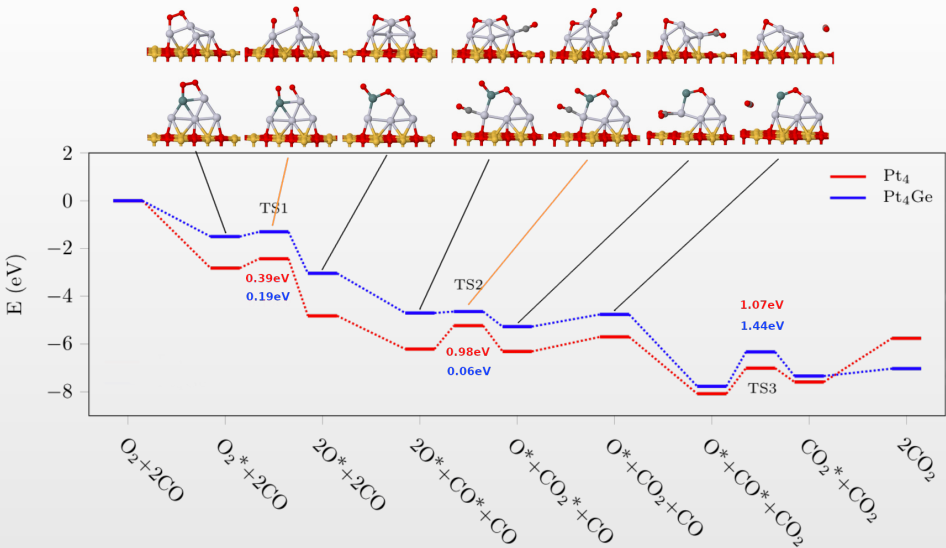 2
0
−2
−4
−6
−8
E (eV)
Pt₄
Pt₄Ge
TS1
0.39eV
0.19eV
TS2
0.98eV
0.06eV
1.07eV
1.44eV
TS3
O₂+2CO
O₂*+2CO
2O*+2CO
2O*+CO*+CO
O*+CO₂*+CO
O*+CO₂+CO
O*+CO*+CO₂
CO₂*+CO₂
2CO₂